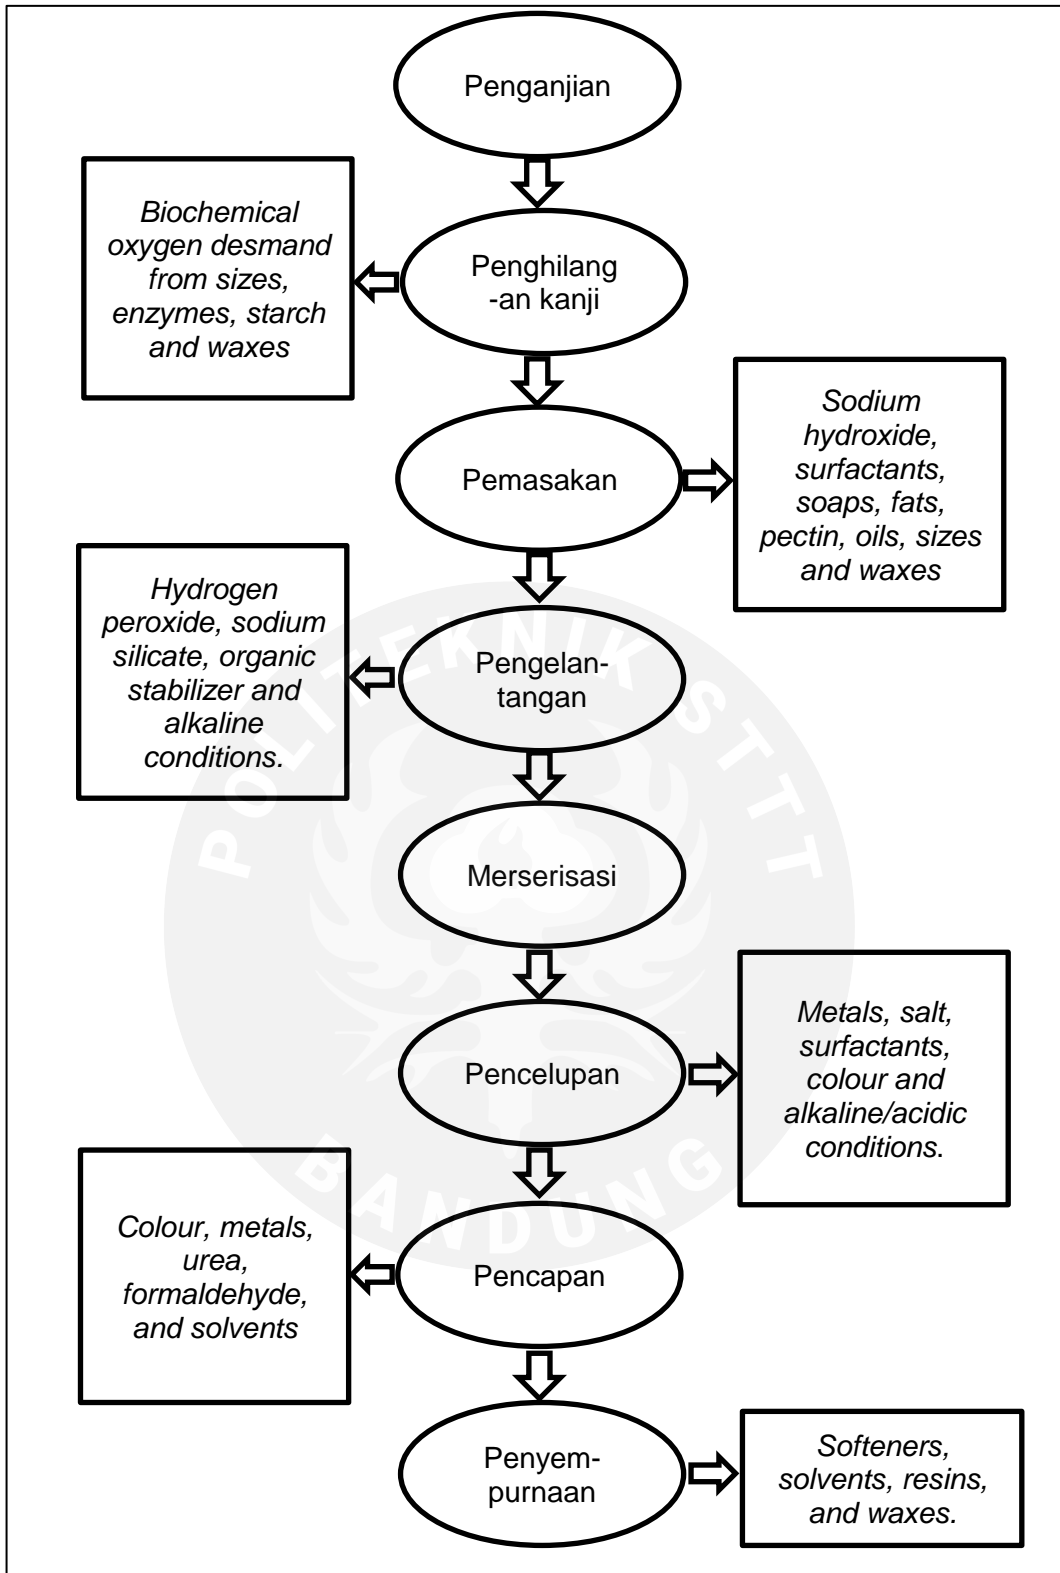 Penganjian
Biochemical
oxygen desmand
from sizes,
enzymes, starch
and waxes
Penghilang
-an kanji
Pemasakan
Sodium
hydroxide,
surfactants,
soaps, fats,
pectin, oils, sizes
and waxes
Hydrogen
peroxide, sodium
silicate, organic
stabilizer and
alkaline
conditions.
Pengelan-
tangan
Merserisasi
Pencelupan
Metals, salt,
surfactants,
colour and
alkaline/acidic
conditions.
Colour, metals,
urea,
formaldehyde,
and solvents
Pencapan
Penyem-
purnaan
Softeners,
solvents, resins,
and waxes.
POLITEKNIK STTT
BANDUNG